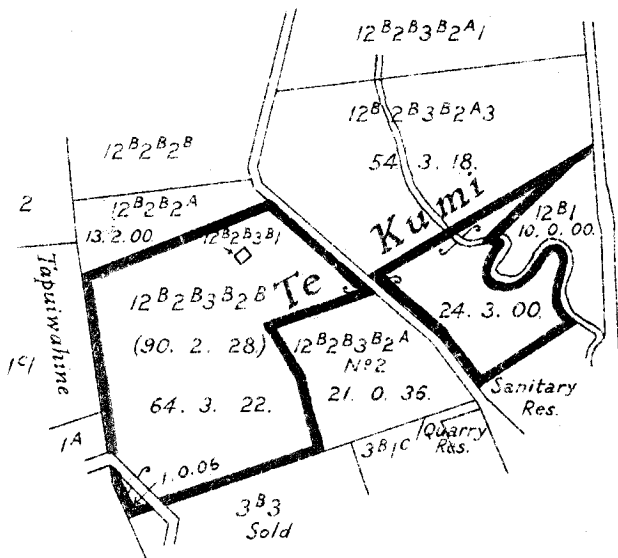 12B2B3B2A1
12B2B3B2A3
54. 3. 18.
12B2B2B
2
12B2B2A
13.2.00.
12B2B3B1
12B1
10.0.00.
Te Kumi
Tapuiwahine
12B2B3B2B
(90. 2. 28.)
64. 3. 22.
12B2B3B2A
No 2
21. 0. 36.
24. 3. 00.
1C1
1A
1.0.06
Sanitary
Res.
Quarry
Res.
3B1C
3B3
Sold